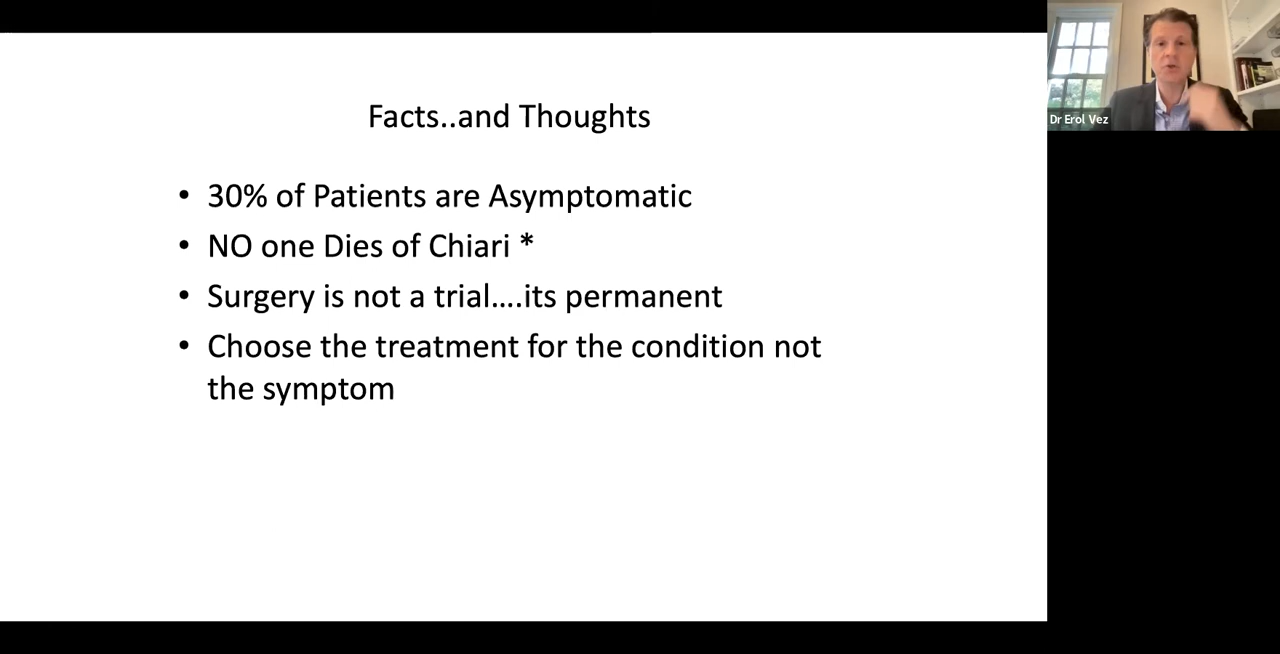 Facts..and Thoughts
• 30% of Patients are Asymptomatic
• NO one Dies of Chiari *
• Surgery is not a trial....its permanent
• Choose the treatment for the condition not
the symptom
Dr Erol Vez